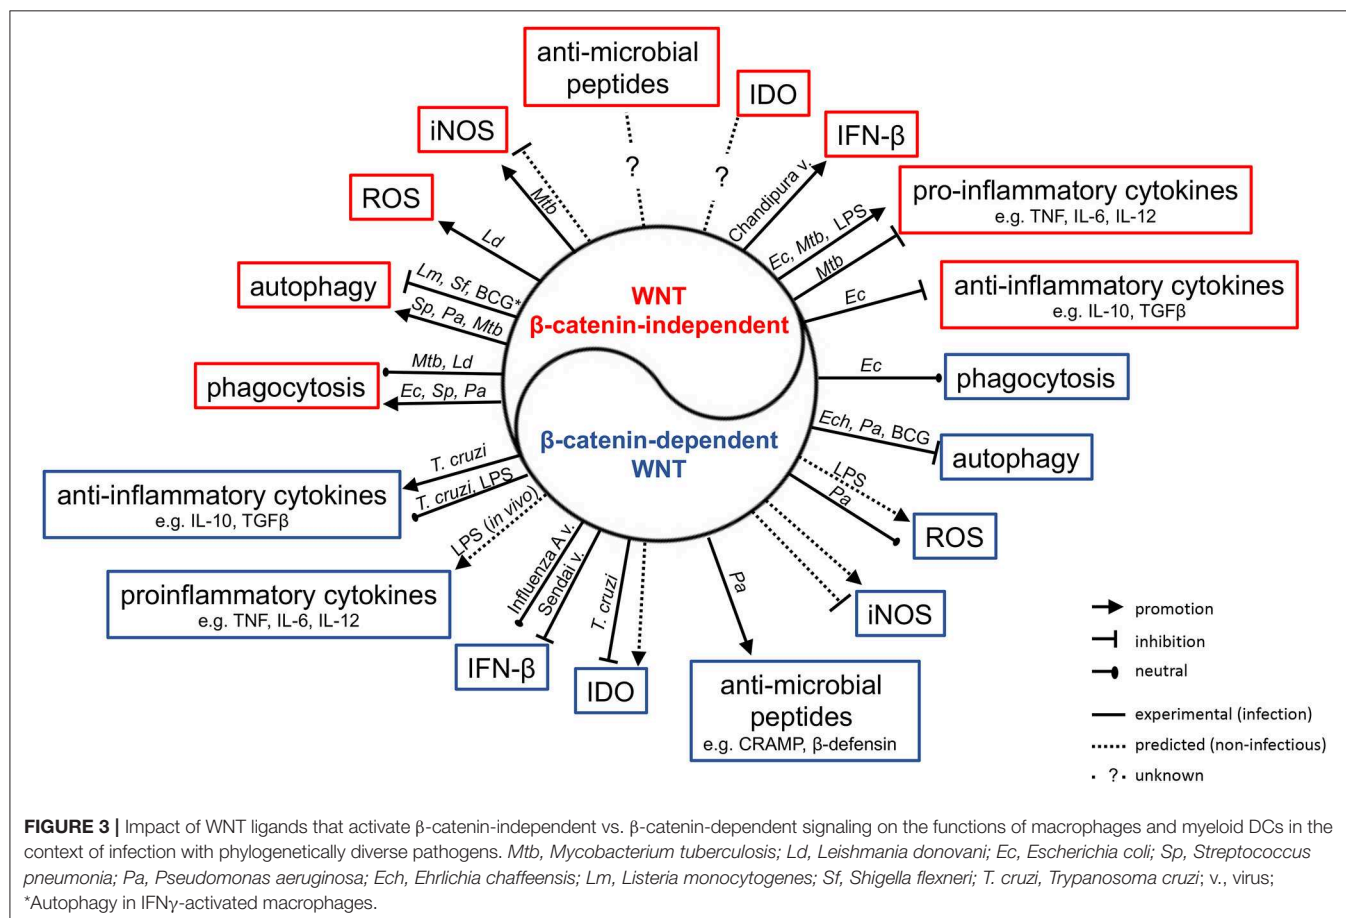 anti-microbial
peptides
IDO
iNOS
IFN-β
?
?
Chandipura v.
Mtb
pro-inflammatory cytokines
e.g. TNF, IL-6, IL-12
ROS
Ec, Mtb, LPS
Mtb
Ld
autophagy
Lm, Sf, BCG*
Sp, Pa, Mtb
anti-inflammatory cytokines
e.g. IL-10, TGFβ
Ec
WNT
β-catenin-independent
phagocytosis
Mtb, Ld
Ec, Sp, Pa
Ec
phagocytosis
β-catenin-dependent
WNT
Ech, Pa, BCG
autophagy
T. cruzi
T. cruzi, LPS
anti-inflammatory cytokines
e.g. IL-10, TGFβ
LPS
Pa
ROS
LPS (in vivo)
proinflammatory cytokines
e.g. TNF, IL-6, IL-12
Influenza A v.
Sendai v.
T. cruzi
Pa
iNOS
IFN-β
IDO
anti-microbial
peptides
e.g. CRAMP, β-defensin
promotion
inhibition
neutral
experimental (infection)
predicted (non-infectious)
? unknown
FIGURE 3 | Impact of WNT ligands that activate β-catenin-independent vs. β-catenin-dependent signaling on the functions of macrophages and myeloid DCs in the
context of infection with phylogenetically diverse pathogens. Mtb, Mycobacterium tuberculosis; Ld, Leishmania donovani; Ec, Escherichia coli; Sp, Streptococcus
pneumonia; Pa, Pseudomonas aeruginosa; Ech, Ehrlichia chaffeensis; Lm, Listeria monocytogenes; Sf, Shigella flexneri; T. cruzi, Trypanosoma cruzi; v., virus;
*Autophagy in IFNγ-activated macrophages.